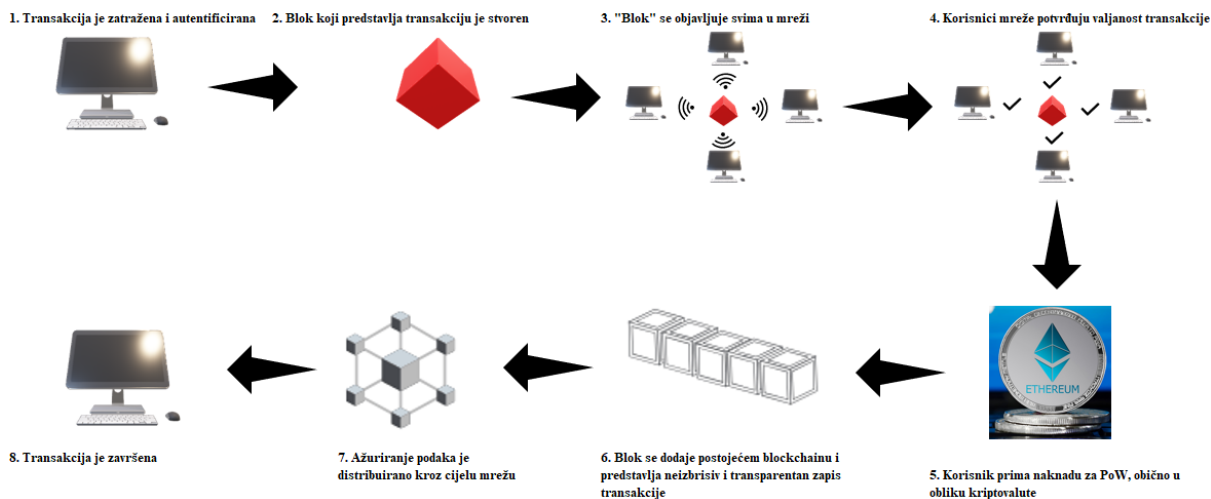 1. Transakcija je zatražena i autentificirana
2. Blok koji predstavlja transakciju je stvoren
3. "Blok" se objavljuje svima u mreži
4. Korisnici mreže potvrđuju valjanost transakcije
ETHEREUM
5. Korisnik prima naknadu za PoW, obično u
obliku kriptovalute
6. Blok se dodaje postojećem blockchainu i
predstavlja neizbrisiv i transparentan zapis
transakcije
7. Ažuriranje podaka je
distribuirano kroz cijelu mrežu
8. Transakcija je završena